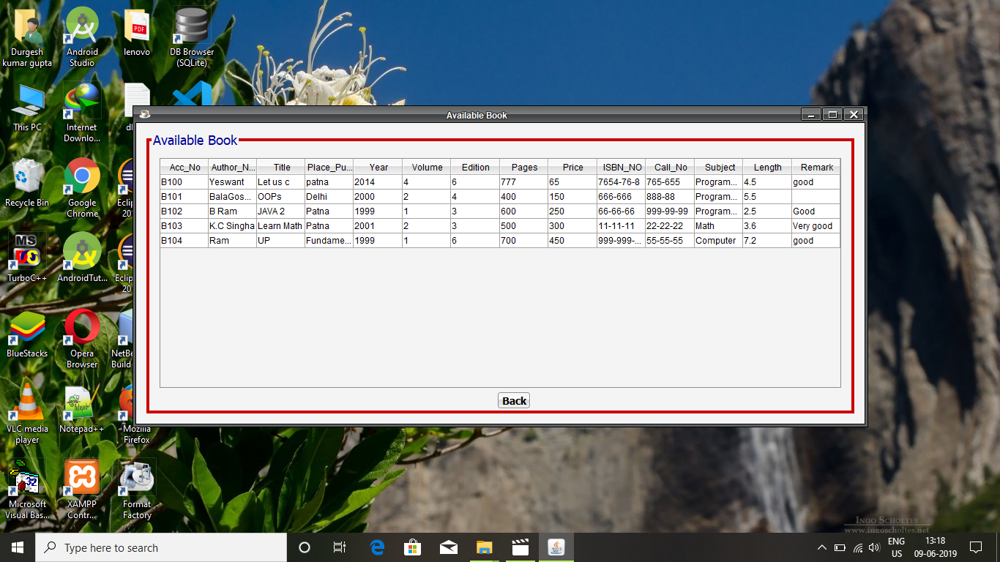 Durgesh kumar gupta
Android Studio
lenovo
DB Browser (SQLite)
This PC
Internet Downlo...
Recycle Bin
Google Chrome
MS
TurboC++
AndroidTut...
BlueStacks
Opera Browser
VLC media player
Notepad++
Mozilla Firefox
Microsoft Visual Bas...
XAMPP Contr...
Format Factory
PDF
Available Book
Available Book
Acc_No Author_N... Title Place_Pu... Year Volume Edition Pages Price ISBN_NO Call_No Subject Length Remark
B100 Yeswant Let us c patna 2014 4 6 777 65 7654-76-8 765-655 Program... 4.5 good
B101 BalaGos... OOPs Delhi 2000 2 4 400 150 666-666 888-88 Program... 5.5
B102 B Ram JAVA 2 Patna 1999 1 3 600 250 66-66-66 999-99-99 Program... 2.5 Good
B103 K.C Singha Learn Math Patna 2001 2 3 500 300 11-11-11 22-22-22 Math 3.6 Very good
B104 Ram UP Fundame... 1999 1 6 700 450 999-999-... 55-55-55 Computer 7.2 good
Back
Ingo Scholtes
www.ingoscholtes.net
Type here to search
ENG
US
13:18
09-06-2019